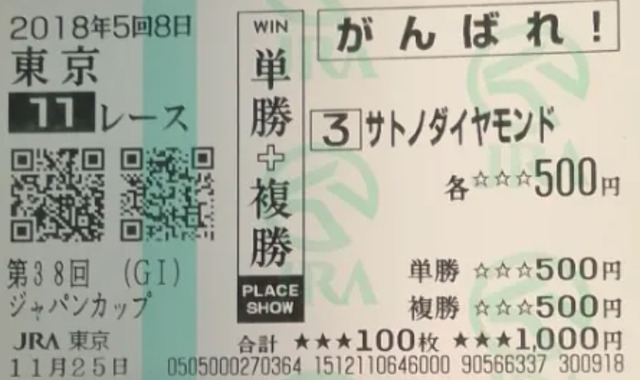 2018年5回8日
東京
11レース
第38回 (GI)
ジャパンカップ
JRA 東京
11月25日
WIN
単勝+複勝
PLACE
SHOW
がんばれ!
3 サトノダイヤモンド
各☆☆☆500円
単勝 ☆☆☆500円
複勝 ☆☆☆500円
合計 ★★★100枚 ★★★1,000円
0505000270364 1512110646000 90566337 300918
JRA
JRA
JRA